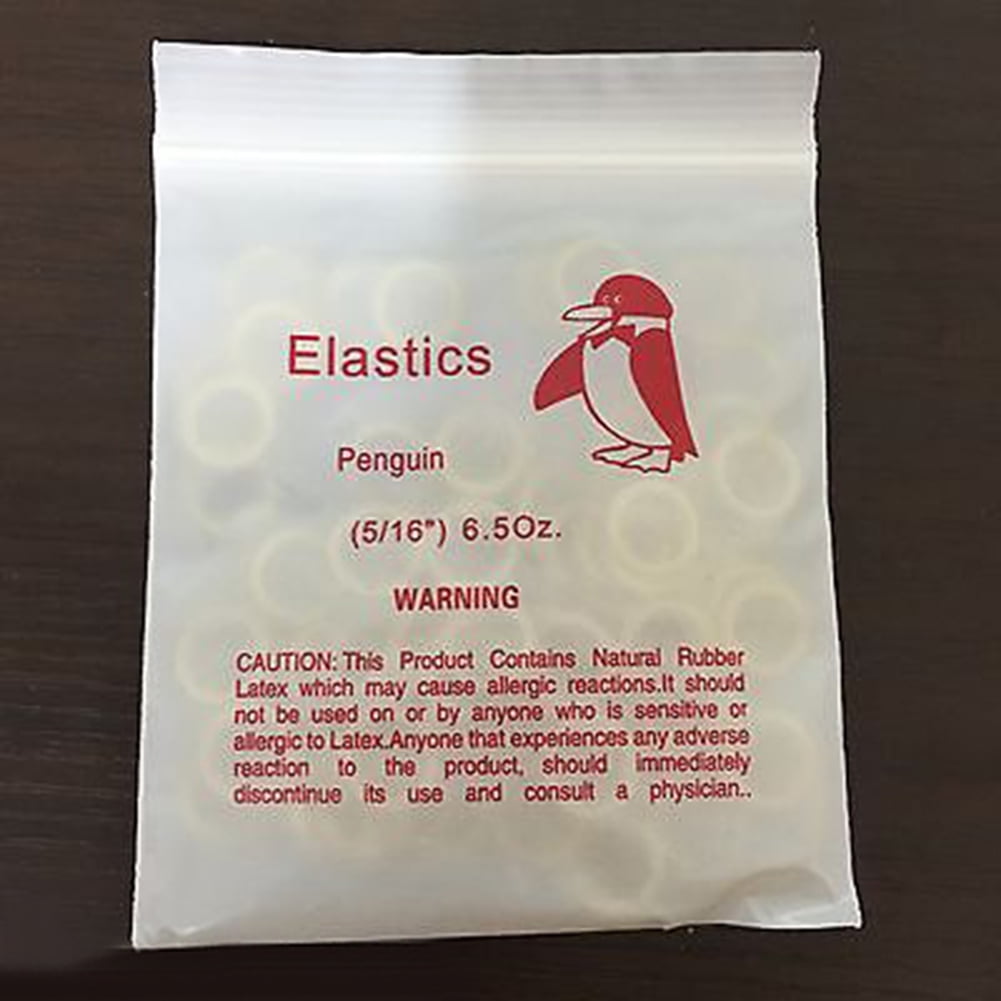 Elastics
Penguin
(5/16") 6.5Oz.
WARNING
CAUTION: This Product Contains Natural Rubber
Latex which may cause allergic reactions.It should
not be used on or by anyone who is sensitive or
allergic to Latex.Anyone that experiences any adverse
reaction to the product, should immediately
discontinue its use and consult a physician..